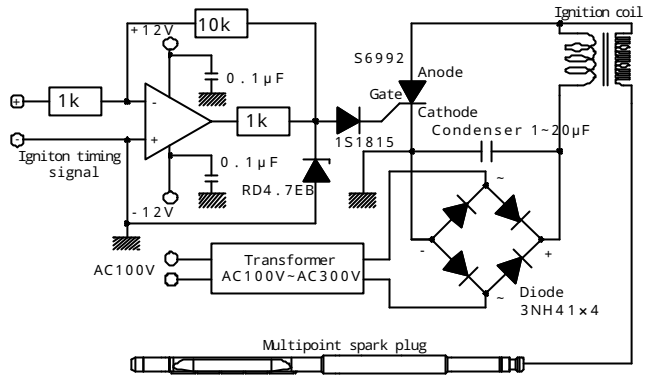 Ignition coil
+12V
10k
S6992
Anode
0.1μF
Gate
+
1k
-
Cathode
1k
Condenser 1~20μF
-
+
1S1815
Igniton timing
signal
0.1μF
RD4.7EB
~
-12V
AC100V
Transformer
AC100V~AC300V
-
+
~
Diode
3NH41×4
Multipoint spark plug